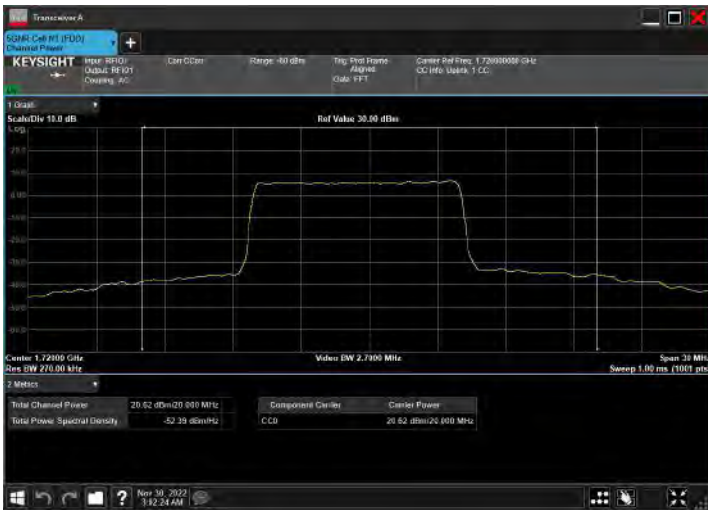 Transceiver A
5GNR Cell N1 (FDD)
Channel Power
KEYSIGHT
Input: RFIO1
Output: RFIO1
Coupling: AC
Corr CCorr
Range: -60 dBm
Trig: Prot Frame
Aligned
Gate: FFT
Carrier Ref Freq: 1.720000000 GHz
CC Info: Uplink, 1 CC
1 Graph
Scale/Div 10.0 dB
Ref Value 30.00 dBm
Log
Center 1.72000 GHz
Video BW 2.7000 MHz
Res BW 270.00 kHz
Sweep 1.00 ms (1001 pts
2 Metrics
Total Channel Power
20.62 dBm/20.000 MHz
Total Power Spectral Density
-52.39 dBm/Hz
Component Carrier
Carrier Power
CC0
20.62 dBm/20.000 MHz
Nov 30, 2022
3:12:24 AM